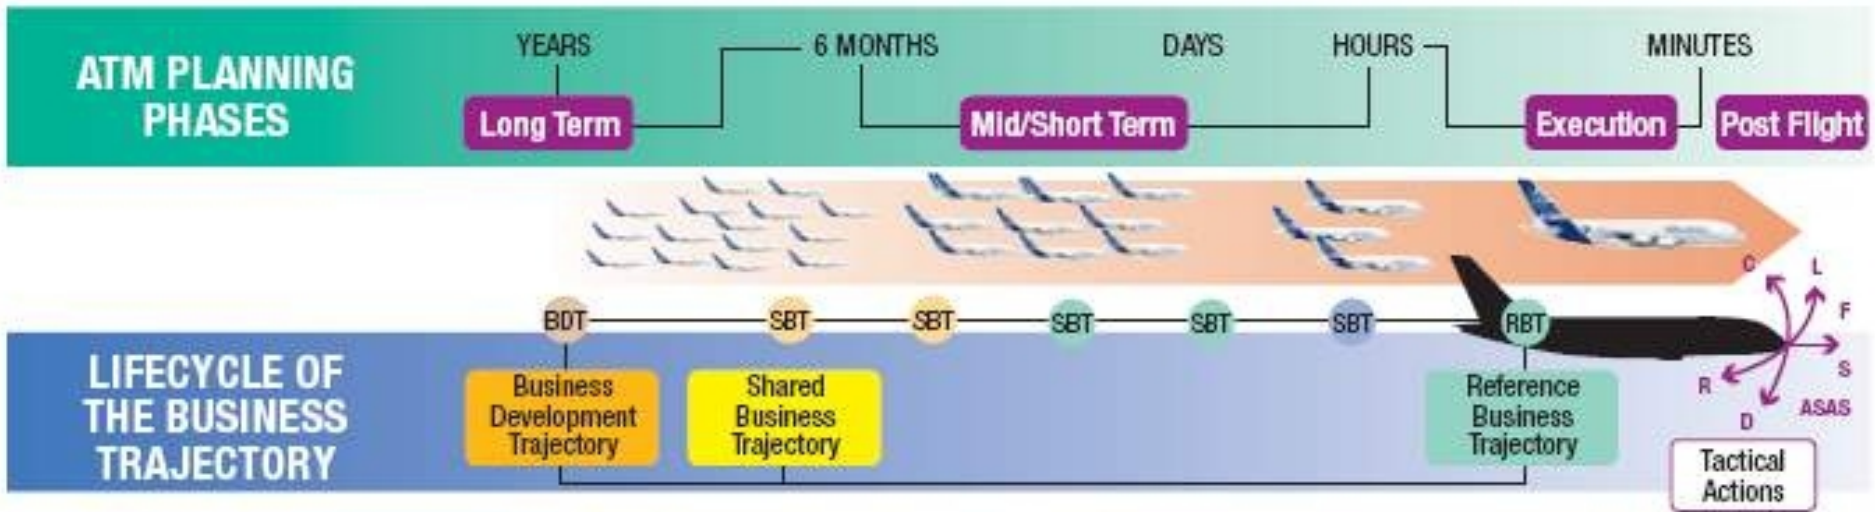 ATM PLANNING
PHASES
YEARS
6 MONTHS
DAYS
HOURS
MINUTES
Long Term
Mid/Short Term
Execution
Post Flight
BDT
SBT
SBT
SBT
SBT
SBT
RBT
C
L
F
S
R
D
ASAS
LIFECYCLE OF
THE BUSINESS
TRAJECTORY
Business
Development
Trajectory
Shared
Business
Trajectory
Reference
Business
Trajectory
Tactical
Actions